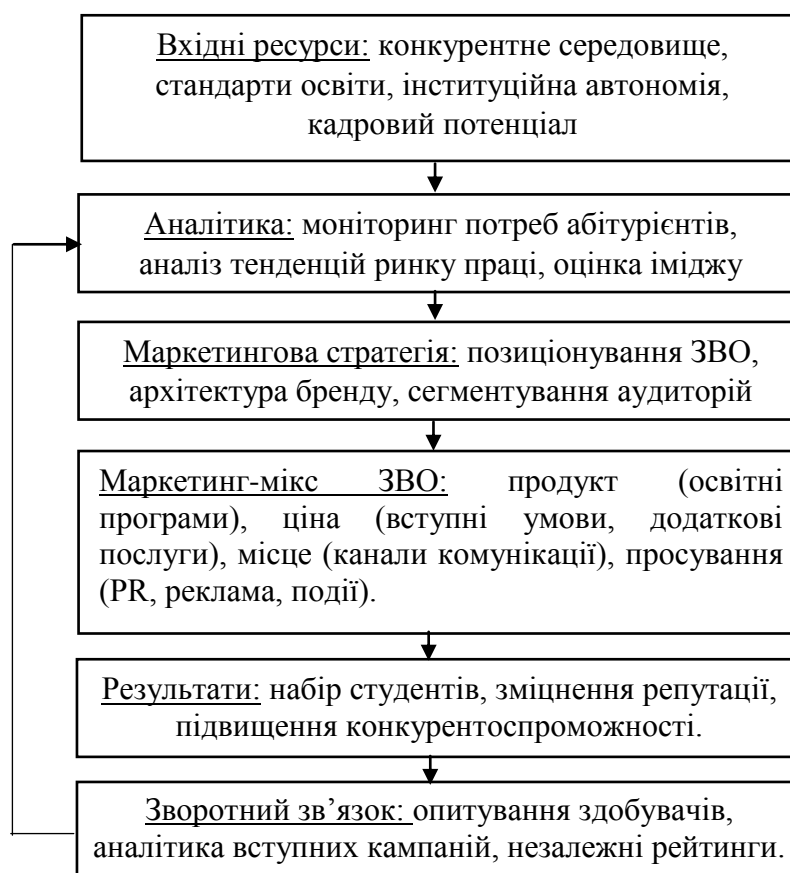 Вхідні ресурси: конкурентне середовище,
стандарти освіти, інституційна автономія,
кадровий потенціал
Аналітика: моніторинг потреб абітурієнтів,
аналіз тенденцій ринку праці, оцінка іміджу
Маркетингова стратегія: позиціонування ЗВО,
архітектура бренду, сегментування аудиторій
Маркетинг-мікс ЗВО: продукт (освітні
програми), ціна (вступні умови, додаткові
послуги), місце (канали комунікації), просування
(PR, реклама, події).
Результати: набір студентів, зміцнення репутації,
підвищення конкурентоспроможності.
Зворотний зв’язок: опитування здобувачів,
аналітика вступних кампаній, незалежні рейтинги.